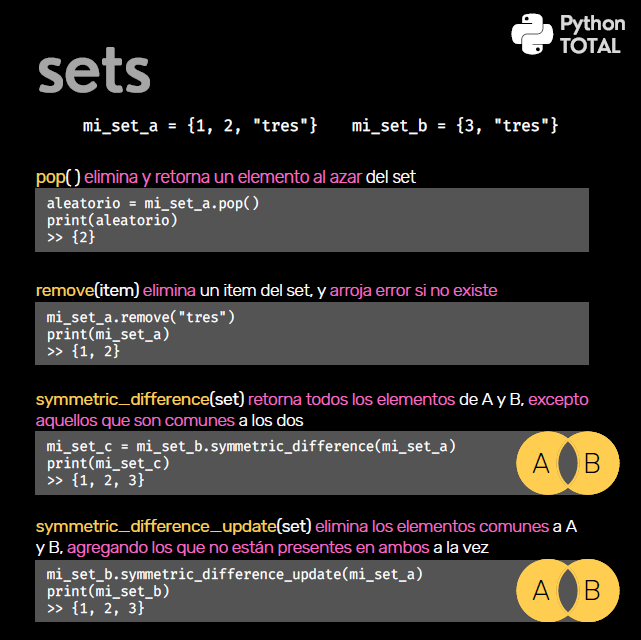 Python
TOTAL
sets
mi_set_a = {1, 2, "tres"}    mi_set_b = {3, "tres"}
pop( ) elimina y retorna un elemento al azar del set
aleatorio = mi_set_a.pop()
print(aleatorio)
>> {2}
remove(item) elimina un item del set, y arroja error si no existe
mi_set_a.remove("tres")
print(mi_set_a)
>> {1, 2}
symmetric_difference(set) retorna todos los elementos de A y B, excepto
aquellos que son comunes a los dos
mi_set_c = mi_set_b.symmetric_difference(mi_set_a)
print(mi_set_c)
>> {1, 2, 3}
A B
symmetric_difference_update(set) elimina los elementos comunes a A
y B, agregando los que no están presentes en ambos a la vez
mi_set_b.symmetric_difference_update(mi_set_a)
print(mi_set_b)
>> {1, 2, 3}
A B